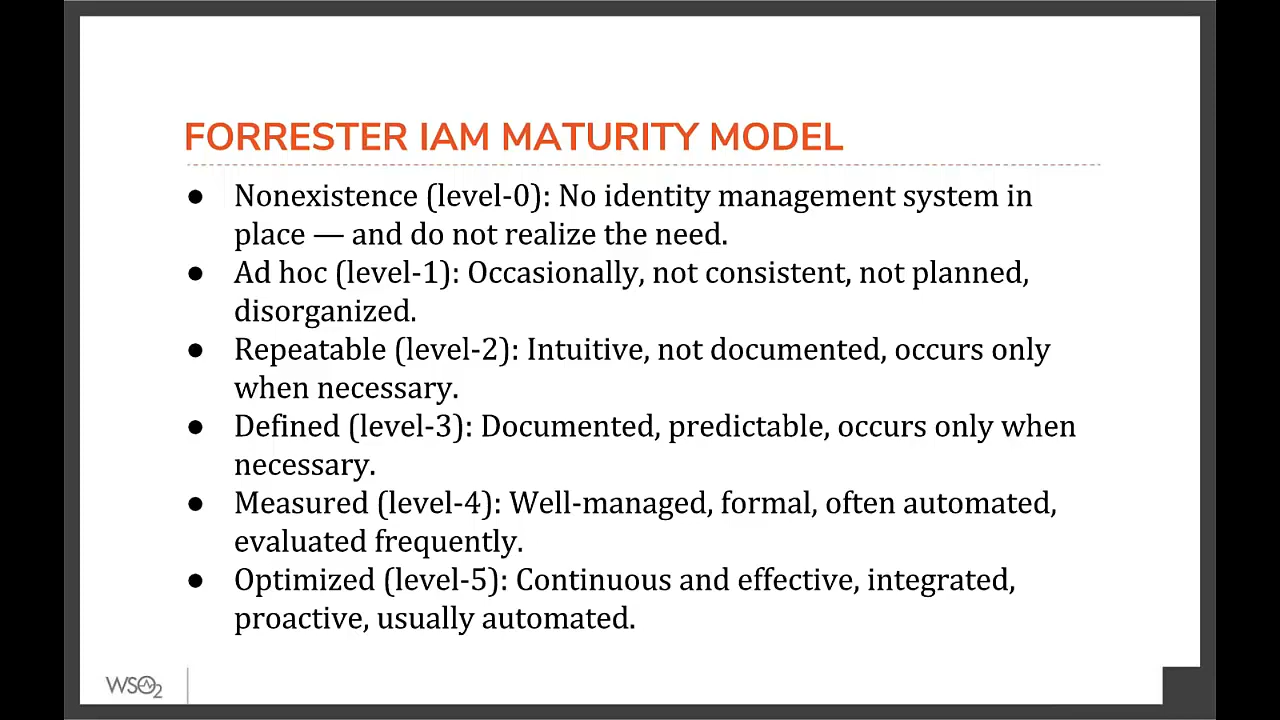 FORRESTER IAM MATURITY MODEL
● Nonexistence (level-0): No identity management system in
place — and do not realize the need.
● Ad hoc (level-1): Occasionally, not consistent, not planned,
disorganized.
● Repeatable (level-2): Intuitive, not documented, occurs only
when necessary.
● Defined (level-3): Documented, predictable, occurs only when
necessary.
● Measured (level-4): Well-managed, formal, often automated,
evaluated frequently.
● Optimized (level-5): Continuous and effective, integrated,
proactive, usually automated.
WSO2